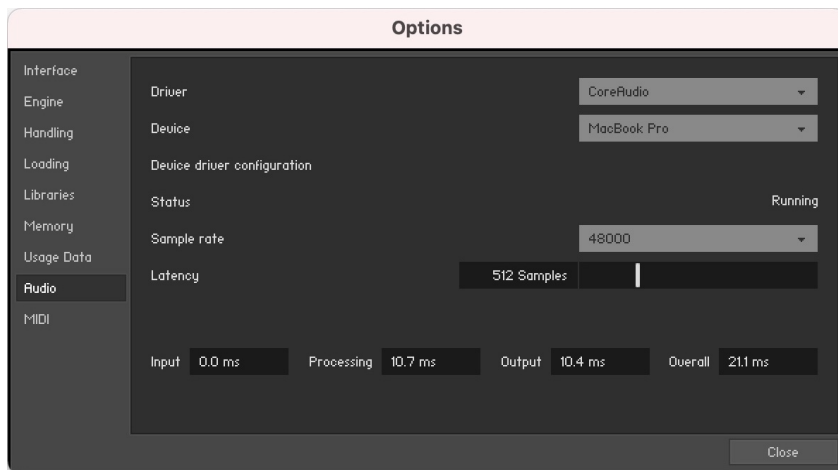 Options
Interface
Engine
Handling
Loading
Libraries
Memory
Usage Data
Audio
MIDI
Driver CoreAudio
Device MacBook Pro
Device driver configuration
Status Running
Sample rate 48000
Latency 512 Samples
Input 0.0 ms Processing 10.7 ms Output 10.4 ms Overall 21.1 ms
Close